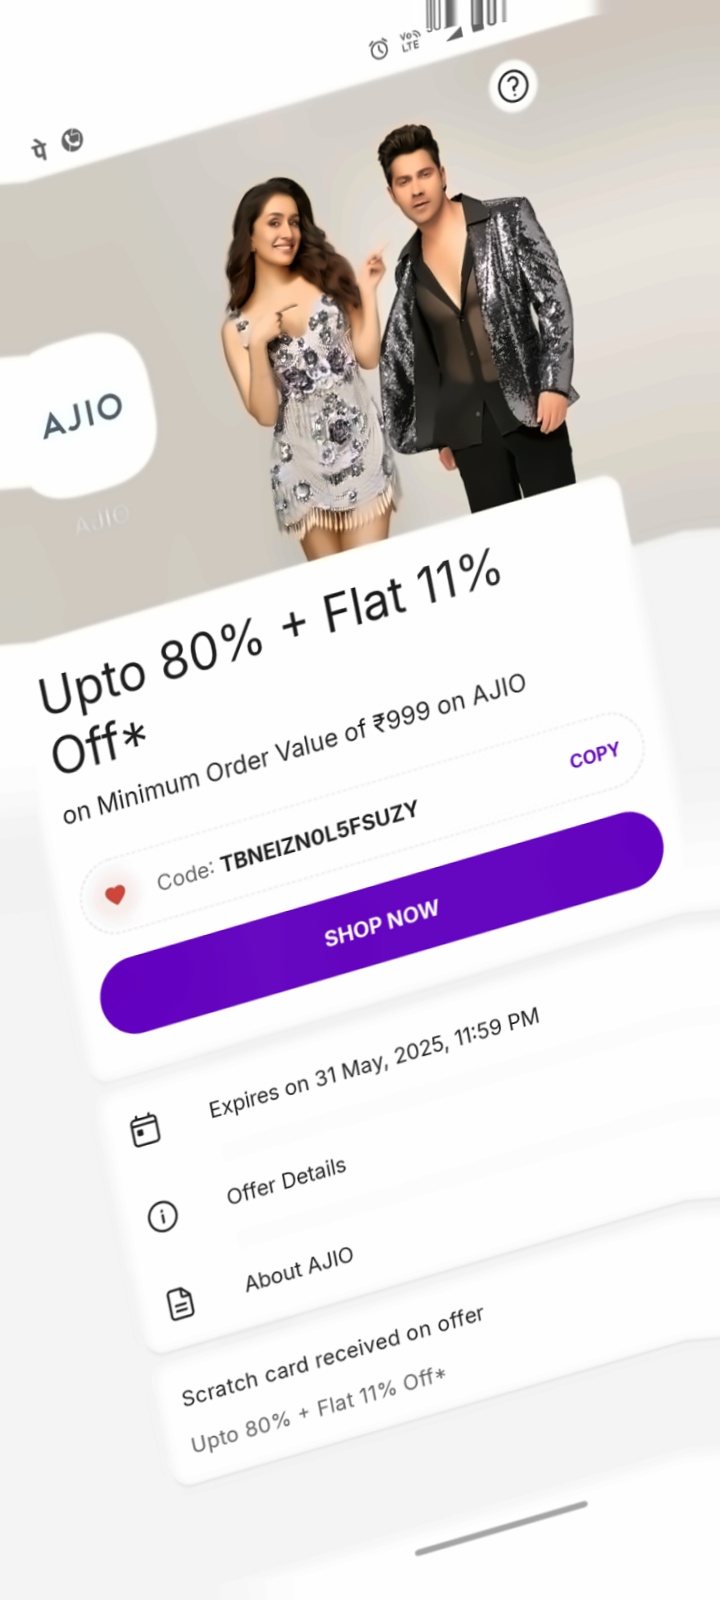 Vo)) LTE
पे
AJIO
AJIO
Upto 80% + Flat 11%
Off*
on Minimum Order Value of ₹999 on AJIO
Code: TBNEIZN0L5FSUZY
COPY
SHOP NOW
Expires on 31 May, 2025, 11:59 PM
Offer Details
About AJIO
Scratch card received on offer
Upto 80% + Flat 11% Off*